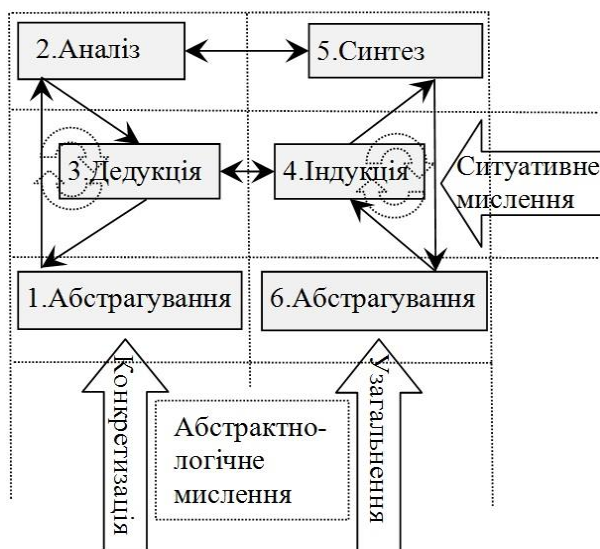 2.Аналіз
5.Синтез
3.Дедукція
4.Індукція
Ситуативне
мислення
1.Абстрагування
6.Абстрагування
Конкретизація
Абстрактно-
логічне
мислення
Узагальнення